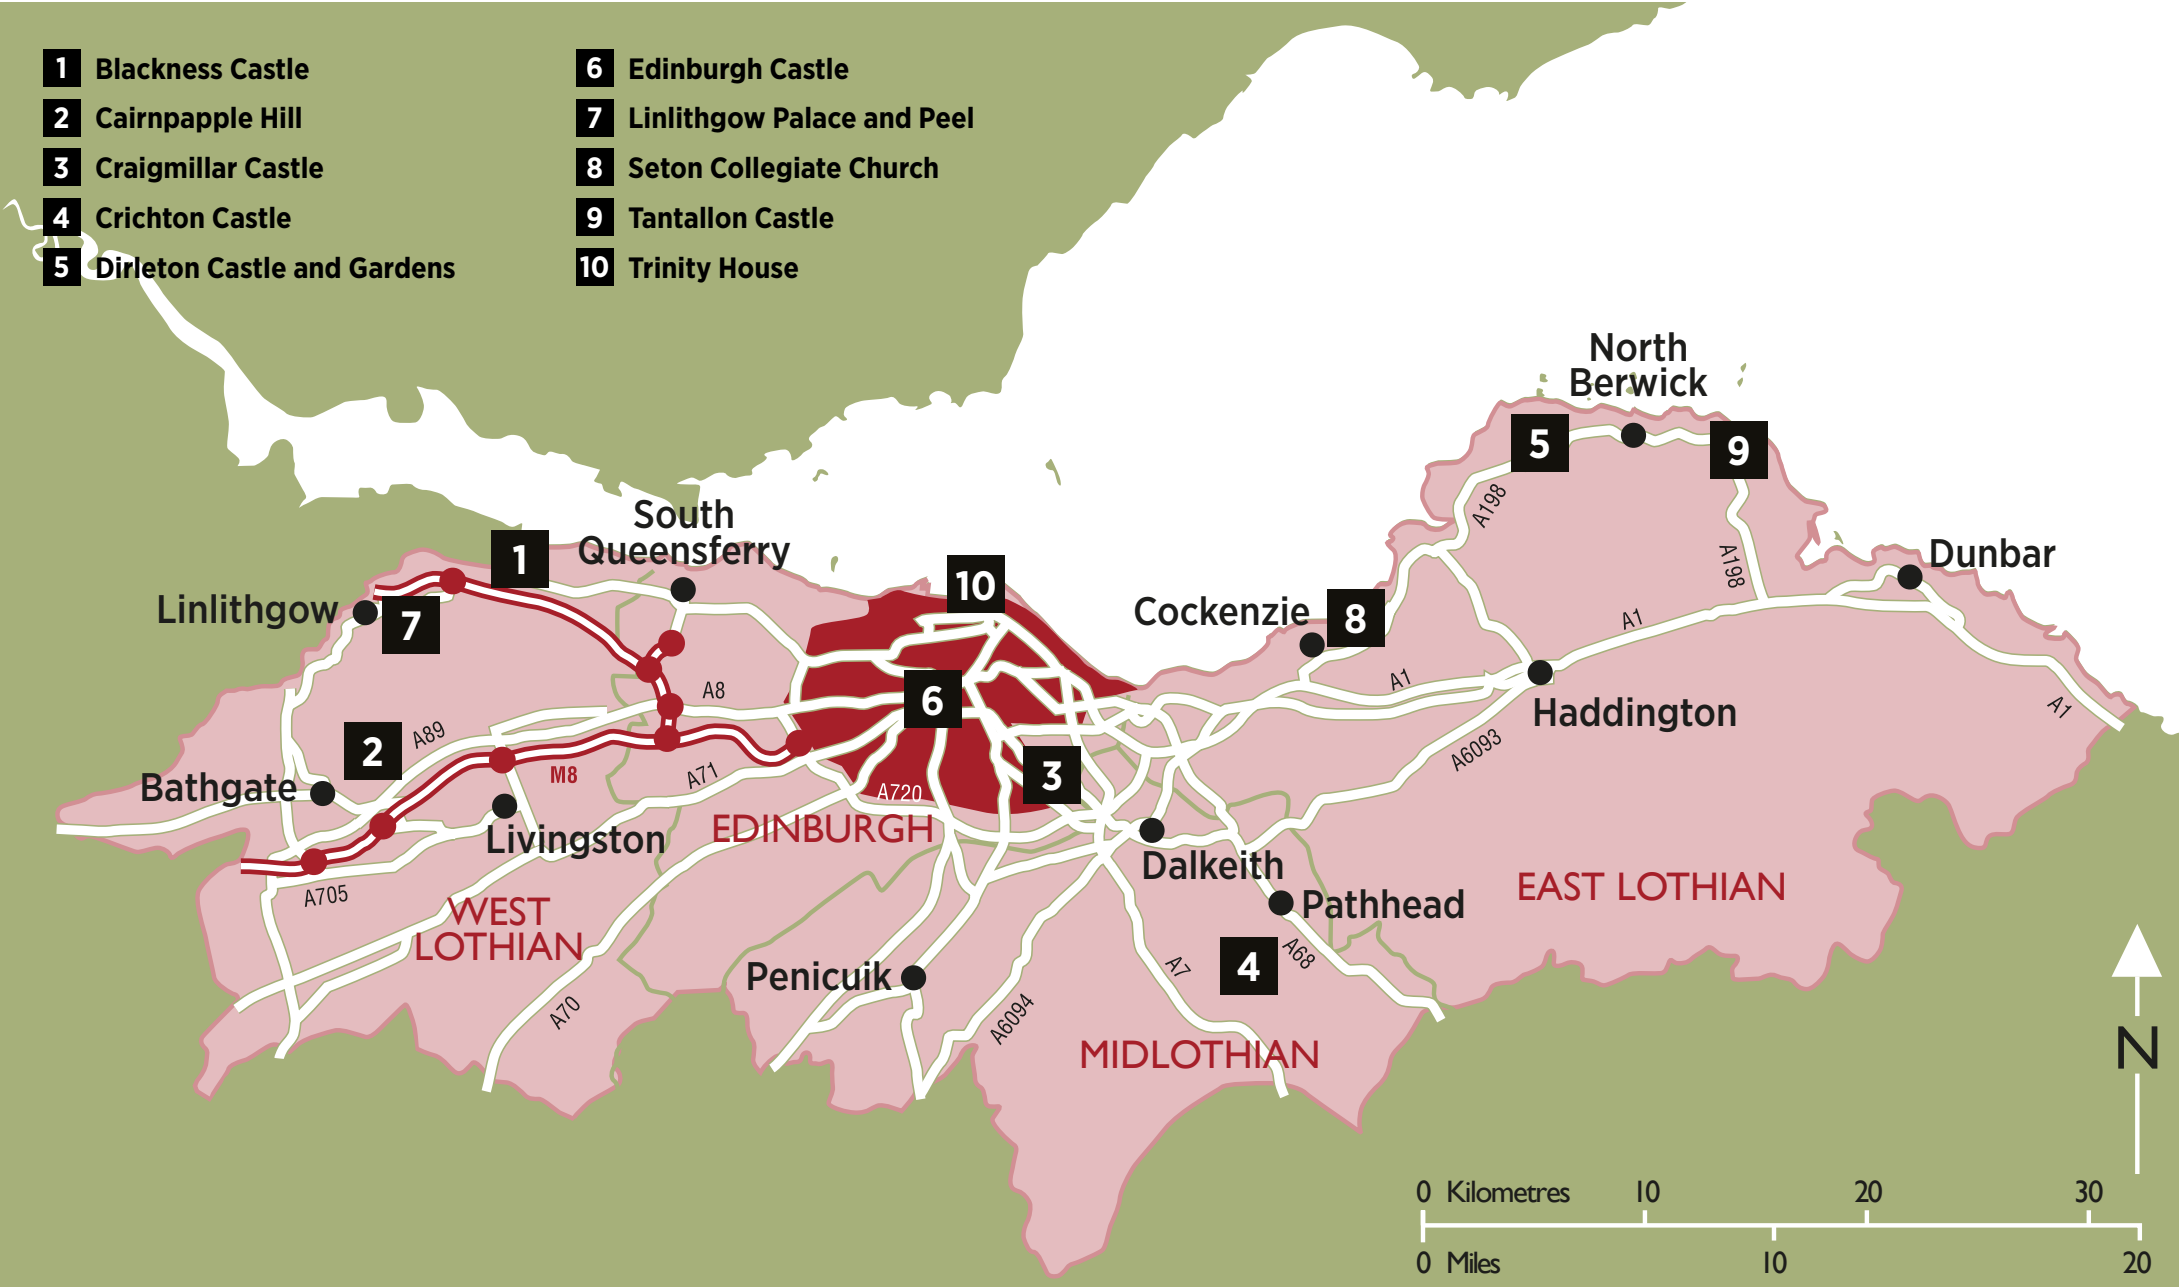 1 Blackness Castle
2 Cairnpapple Hill
3 Craigmillar Castle
4 Crichton Castle
5 Dirleton Castle and Gardens
6 Edinburgh Castle
7 Linlithgow Palace and Peel
8 Seton Collegiate Church
9 Tantallon Castle
10 Trinity House
North
Berwick
5
9
A198
South
Queensferry
1
A198
Dunbar
10
Linlithgow
7
Cockenzie
8
A1
A8
6
A1
Haddington
A1
A89
2
M8
A71
3
A6093
Bathgate
A720
Livingston
EDINBURGH
Dalkeith
A705
WEST
LOTHIAN
EAST LOTHIAN
Pathhead
Penicuik
4
A68
A7
A70
A6094
MIDLOTHIAN
N
0 Kilometres 10 20 30
0 Miles 10 20